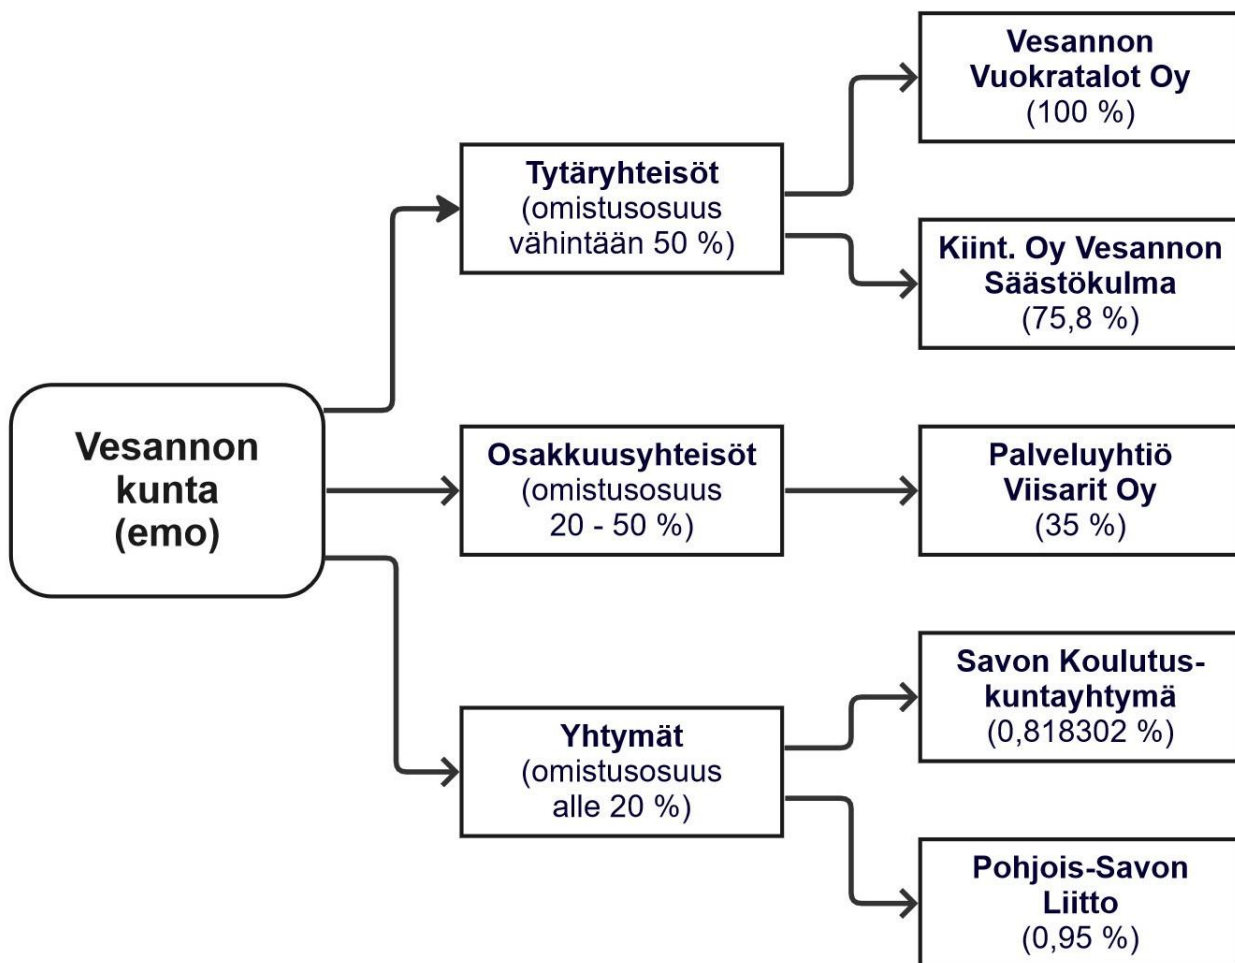 Vesannon
kunta
(emo)
Tytäryhteisöt
(omistusosuus
vähintään 50 %)
Vesannon
Vuokratalot Oy
(100 %)
Kiint. Oy Vesannon
Säästökulma
(75,8 %)
Osakkuusyhteisöt
(omistusosuus
20 - 50 %)
Palveluyhtiö
Viisarit Oy
(35 %)
Yhtymät
(omistusosuus
alle 20 %)
Savon Koulutus-
kuntayhtymä
(0,818302 %)
Pohjois-Savon
Liitto
(0,95 %)